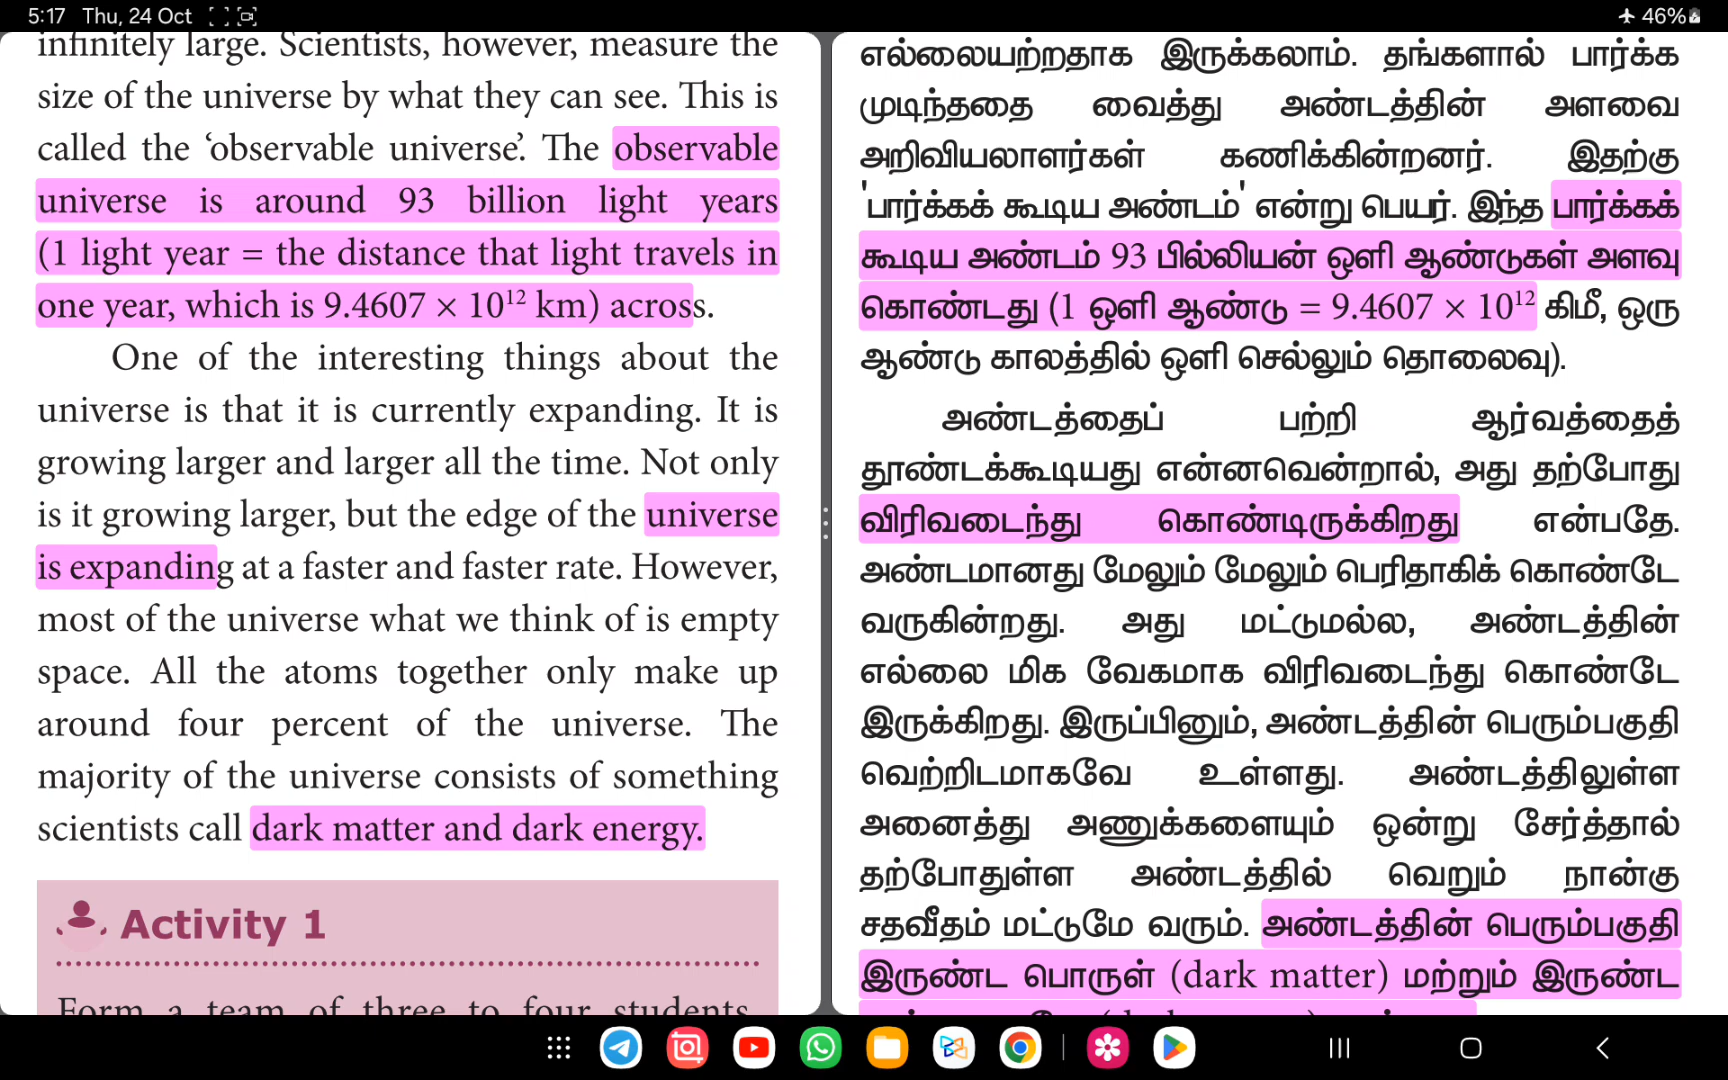 5:17 Thu, 24 Oct
46%
infinitely large. Scientists, however, measure the
size of the universe by what they can see. This is
called the ‘observable universe’. The observable
universe is around 93 billion light years
(1 light year = the distance that light travels in
one year, which is 9.4607 × 10¹² km) across.
One of the interesting things about the
universe is that it is currently expanding. It is
growing larger and larger all the time. Not only
is it growing larger, but the edge of the universe
is expanding at a faster and faster rate. However,
most of the universe what we think of is empty
space. All the atoms together only make up
around four percent of the universe. The
majority of the universe consists of something
scientists call dark matter and dark energy.
Activity 1
Form a team of three to four students
எல்லையற்றதாக இருக்கலாம். தங்களால் பார்க்க
முடிந்ததை வைத்து அண்டத்தின் அளவை
அறிவியலாளர்கள் கணிக்கின்றனர். இதற்கு
'பார்க்கக் கூடிய அண்டம்' என்று பெயர். இந்த பார்க்கக்
கூடிய அண்டம் 93 பில்லியன் ஒளி ஆண்டுகள் அளவு
கொண்டது (1 ஒளி ஆண்டு = 9.4607 × 10¹² கிமீ, ஒரு
ஆண்டு காலத்தில் ஒளி செல்லும் தொலைவு).
அண்டத்தைப் பற்றி ஆர்வத்தைத்
தூண்டக்கூடியது என்னவென்றால், அது தற்போது
விரிவடைந்து கொண்டிருக்கிறது என்பதே.
அண்டமானது மேலும் மேலும் பெரிதாகிக் கொண்டே
வருகின்றது. அது மட்டுமல்ல, அண்டத்தின்
எல்லை மிக வேகமாக விரிவடைந்து கொண்டே
இருக்கிறது. இருப்பினும், அண்டத்தின் பெரும்பகுதி
வெற்றிடமாகவே உள்ளது. அண்டத்திலுள்ள
அனைத்து அணுக்களையும் ஒன்று சேர்த்தால்
தற்போதுள்ள அண்டத்தில் வெறும் நான்கு
சதவீதம் மட்டுமே வரும். அண்டத்தின் பெரும்பகுதி
இருண்ட பொருள் (dark matter) மற்றும் இருண்ட